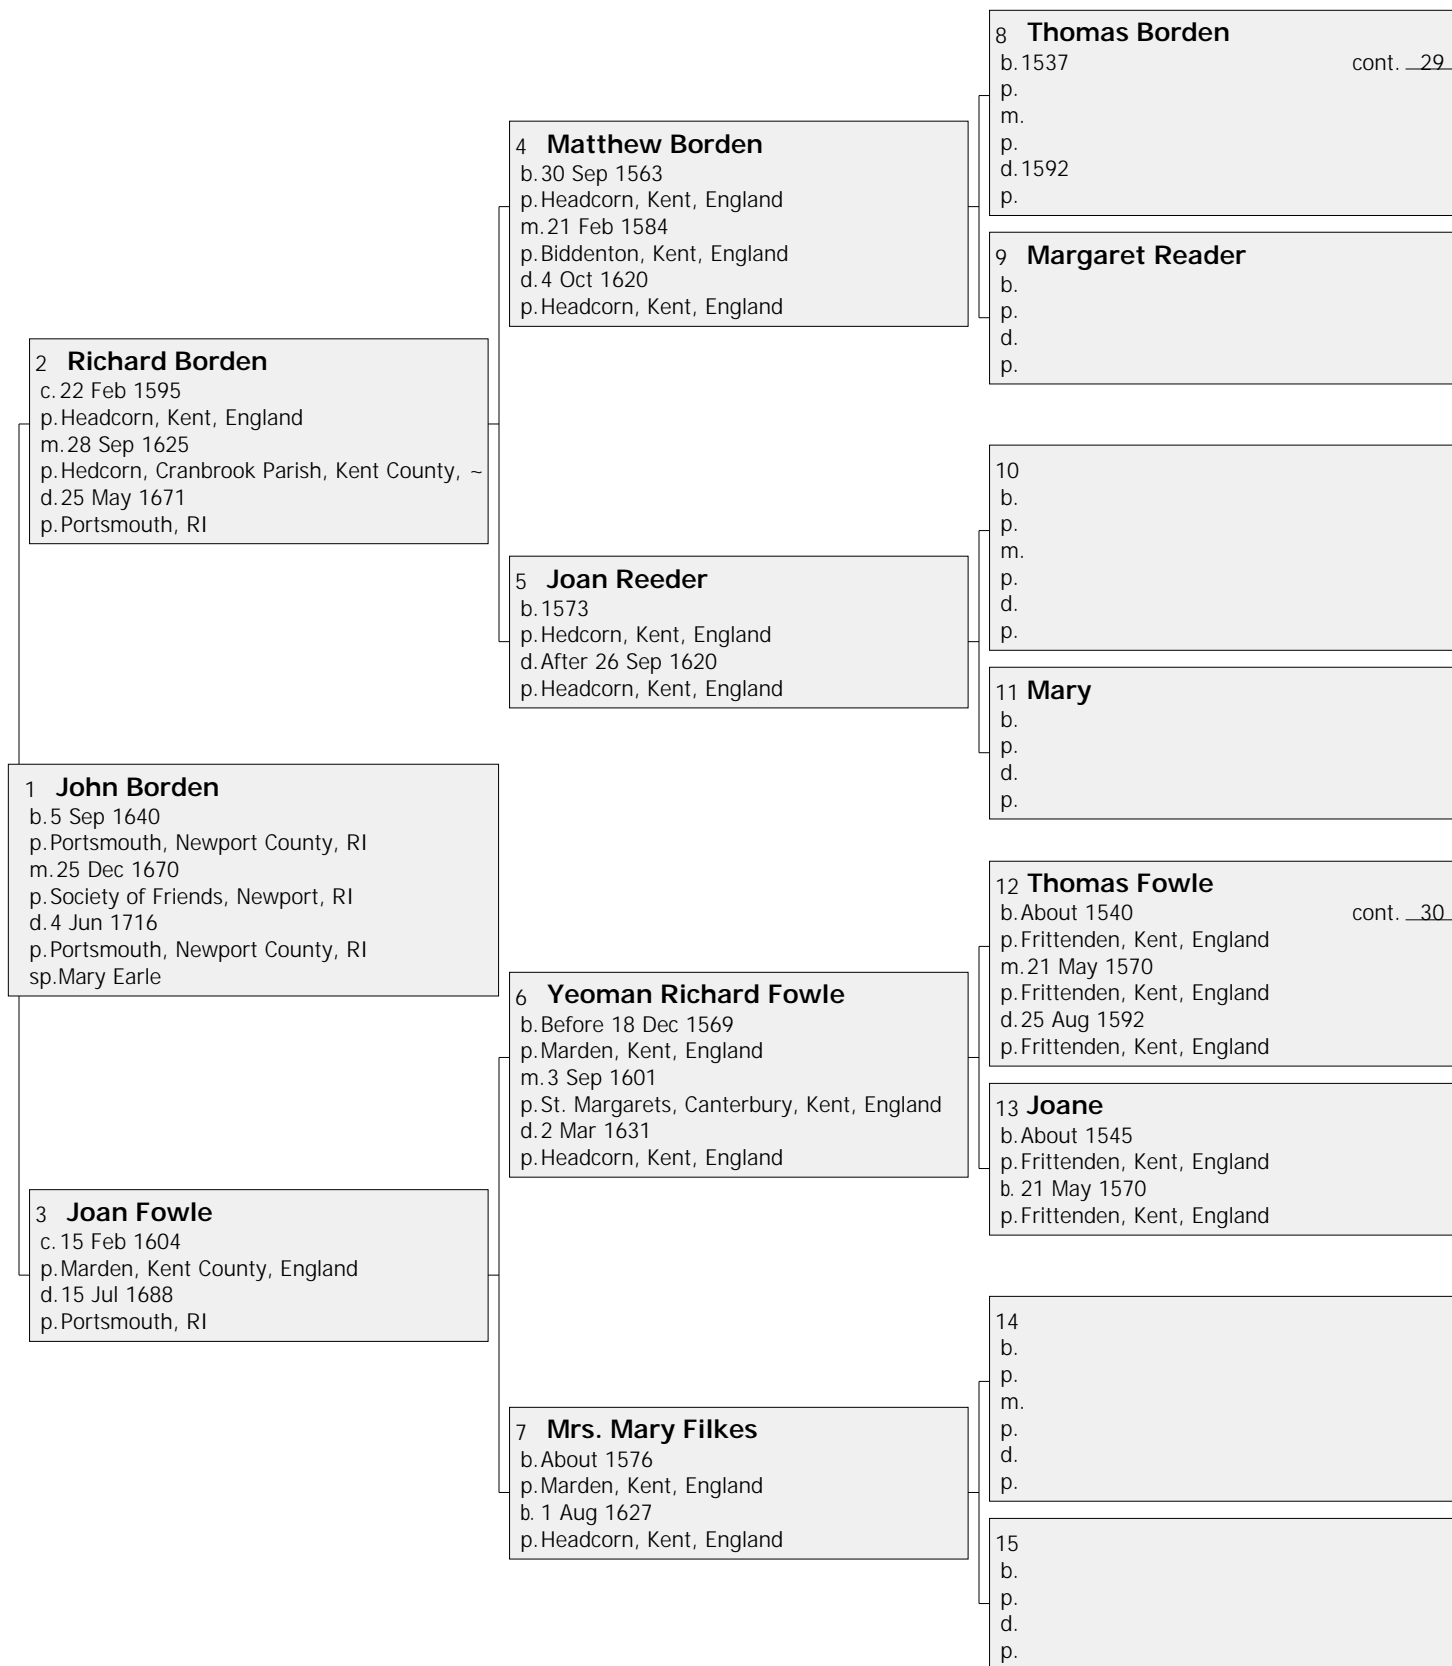 8 Thomas Borden
b.1537 cont. 29
p.
m.
p.
d.1592
p.
4 Matthew Borden
b.30 Sep 1563
p.Headcorn, Kent, England
m.21 Feb 1584
p.Biddenton, Kent, England
d.4 Oct 1620
p.Headcorn, Kent, England
9 Margaret Reader
b.
p.
d.
p.
2 Richard Borden
c.22 Feb 1595
p.Headcorn, Kent, England
m.28 Sep 1625
p.Hedcorn, Cranbrook Parish, Kent County, ~
d.25 May 1671
p.Portsmouth, RI
10
b.
p.
m.
p.
d.
p.
5 Joan Reeder
b.1573
p.Hedcorn, Kent, England
d.After 26 Sep 1620
p.Headcorn, Kent, England
11 Mary
b.
p.
d.
p.
1 John Borden
b.5 Sep 1640
p.Portsmouth, Newport County, RI
m.25 Dec 1670
p.Society of Friends, Newport, RI
d.4 Jun 1716
p.Portsmouth, Newport County, RI
sp.Mary Earle
12 Thomas Fowle
b.About 1540 cont. 30
p.Frittenden, Kent, England
m.21 May 1570
p.Frittenden, Kent, England
d.25 Aug 1592
p.Frittenden, Kent, England
6 Yeoman Richard Fowle
b.Before 18 Dec 1569
p.Marden, Kent, England
m.3 Sep 1601
p.St. Margarets, Canterbury, Kent, England
d.2 Mar 1631
p.Headcorn, Kent, England
13 Joane
b.About 1545
p.Frittenden, Kent, England
b. 21 May 1570
p.Frittenden, Kent, England
3 Joan Fowle
c.15 Feb 1604
p.Marden, Kent County, England
d.15 Jul 1688
p.Portsmouth, RI
14
b.
p.
m.
p.
d.
p.
7 Mrs. Mary Filkes
b.About 1576
p.Marden, Kent, England
b. 1 Aug 1627
p.Headcorn, Kent, England
15
b.
p.
d.
p.